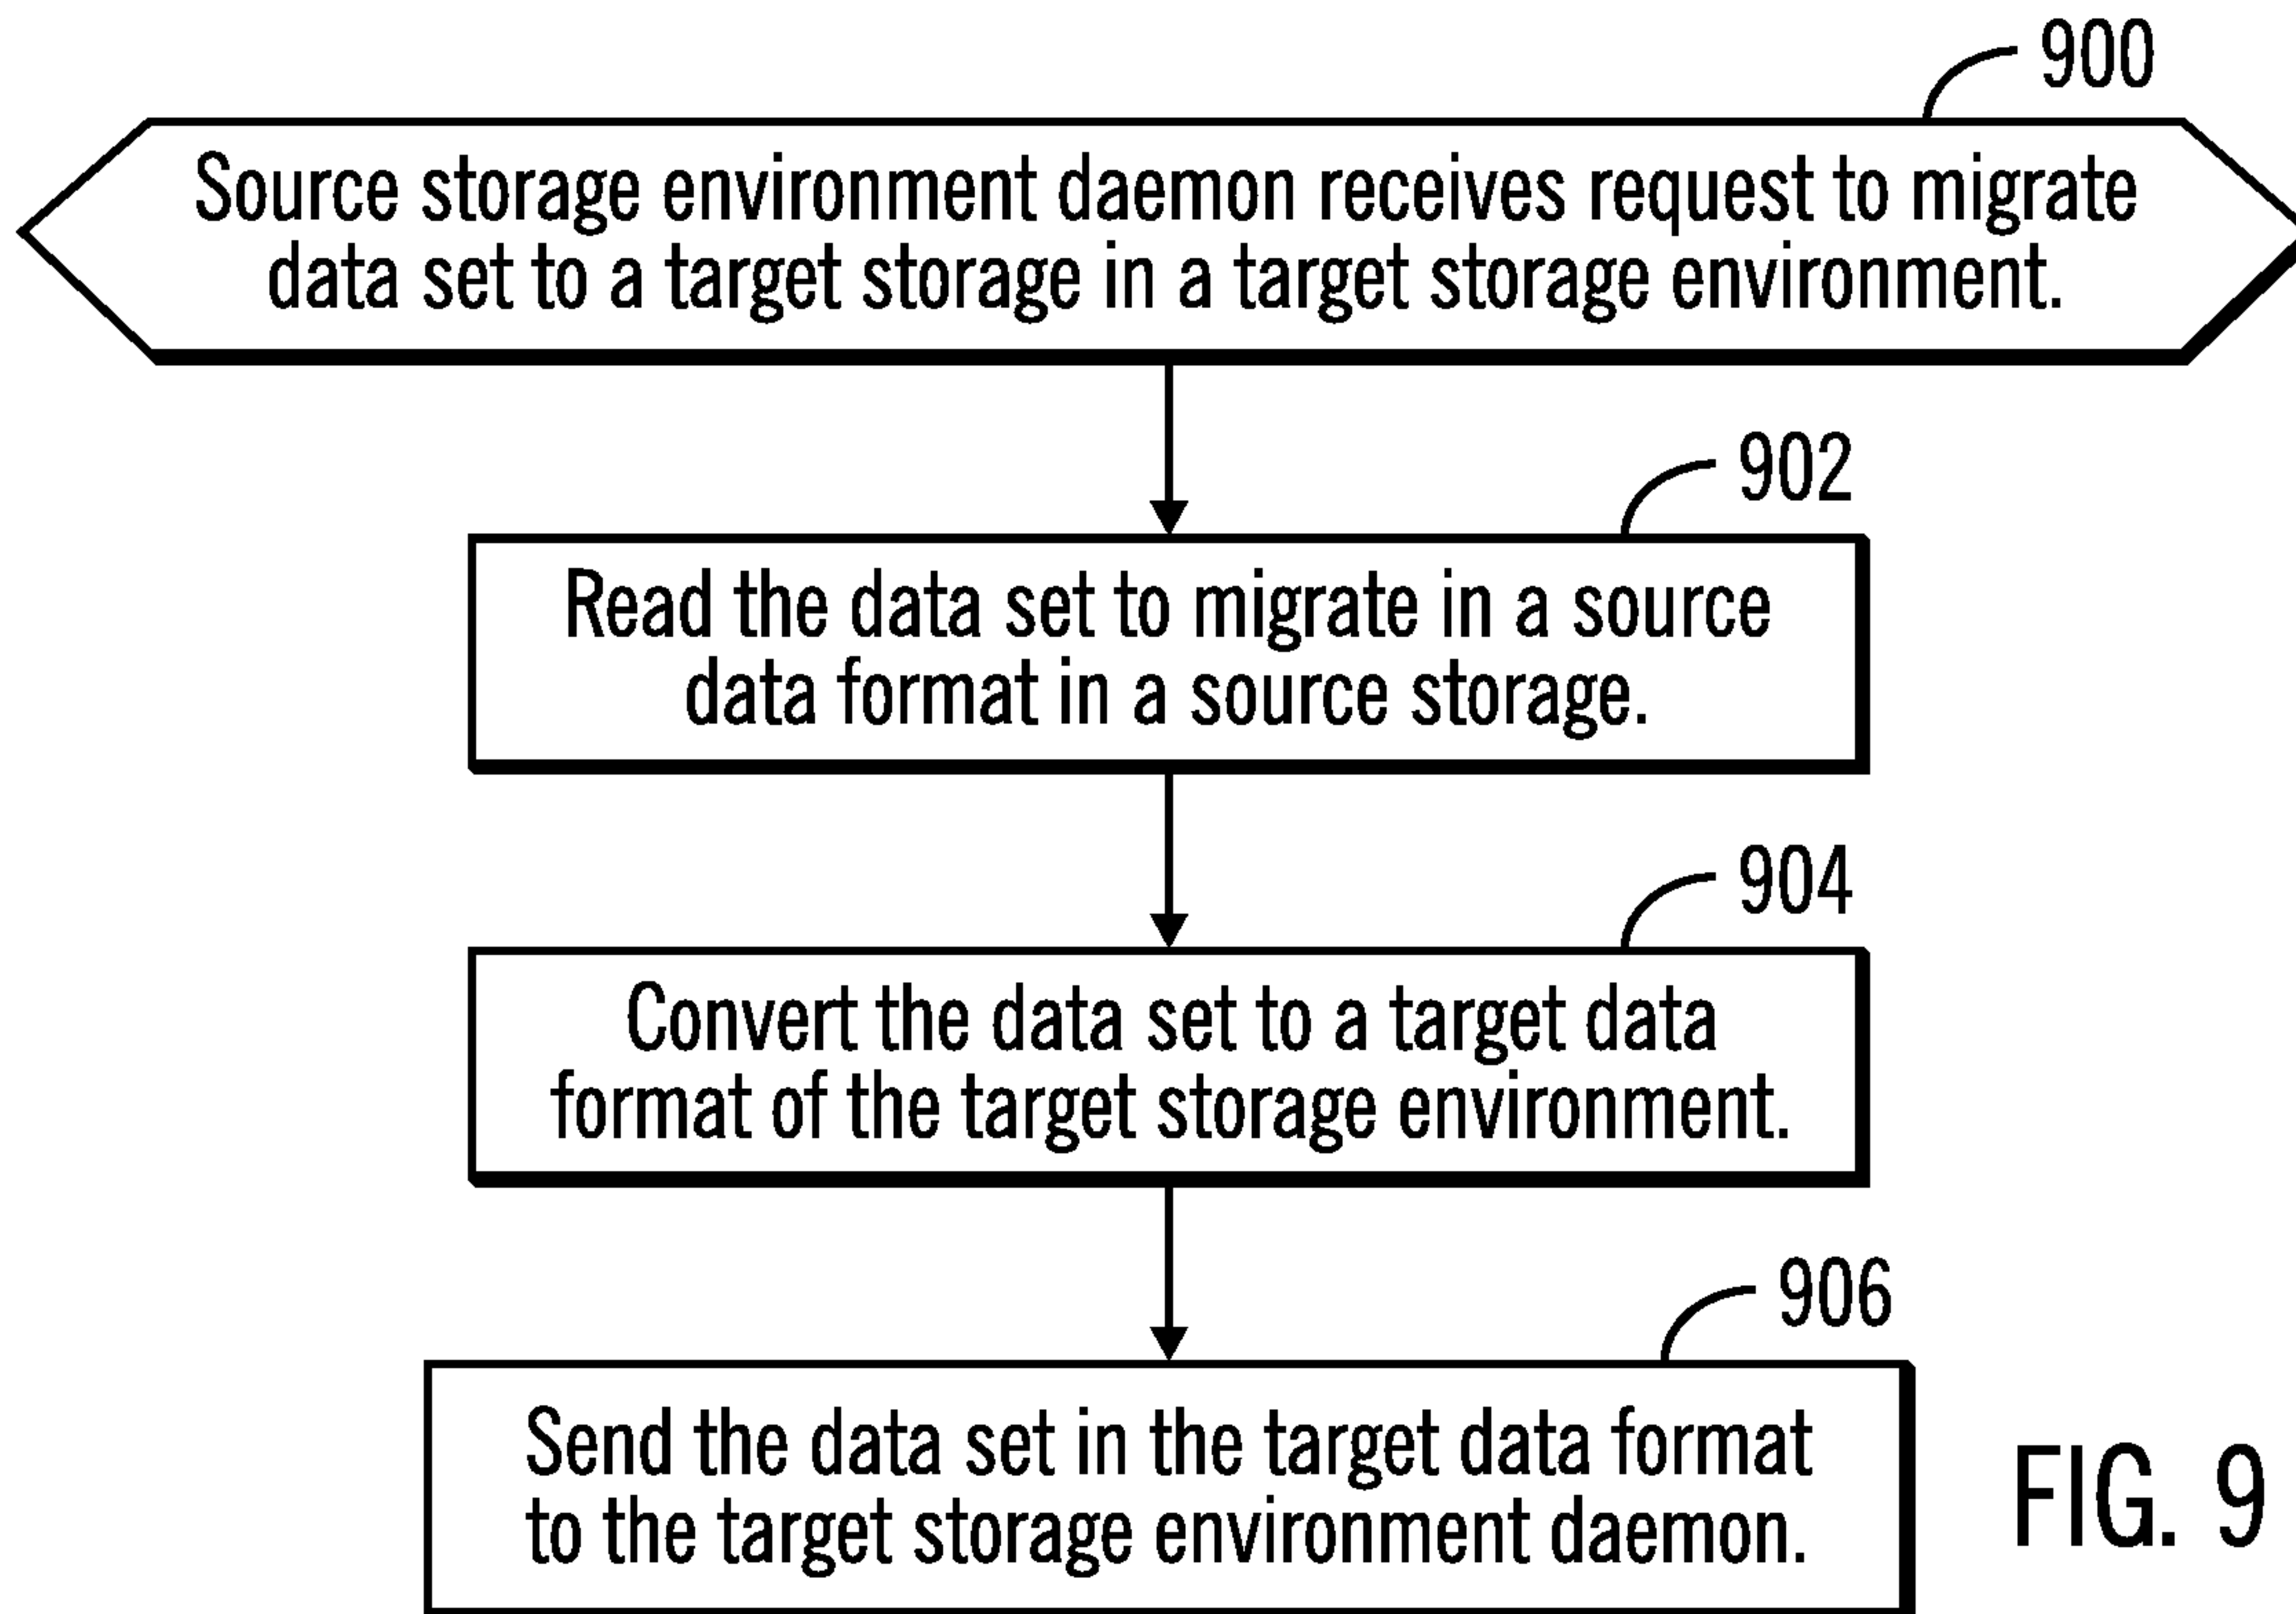 900
Source storage environment daemon receives request to migrate
data set to a target storage in a target storage environment.
902
Read the data set to migrate in a source
data format in a source storage.
904
Convert the data set to a target data
format of the target storage environment.
906
Send the data set in the target data format
to the target storage environment daemon.
FIG. 9